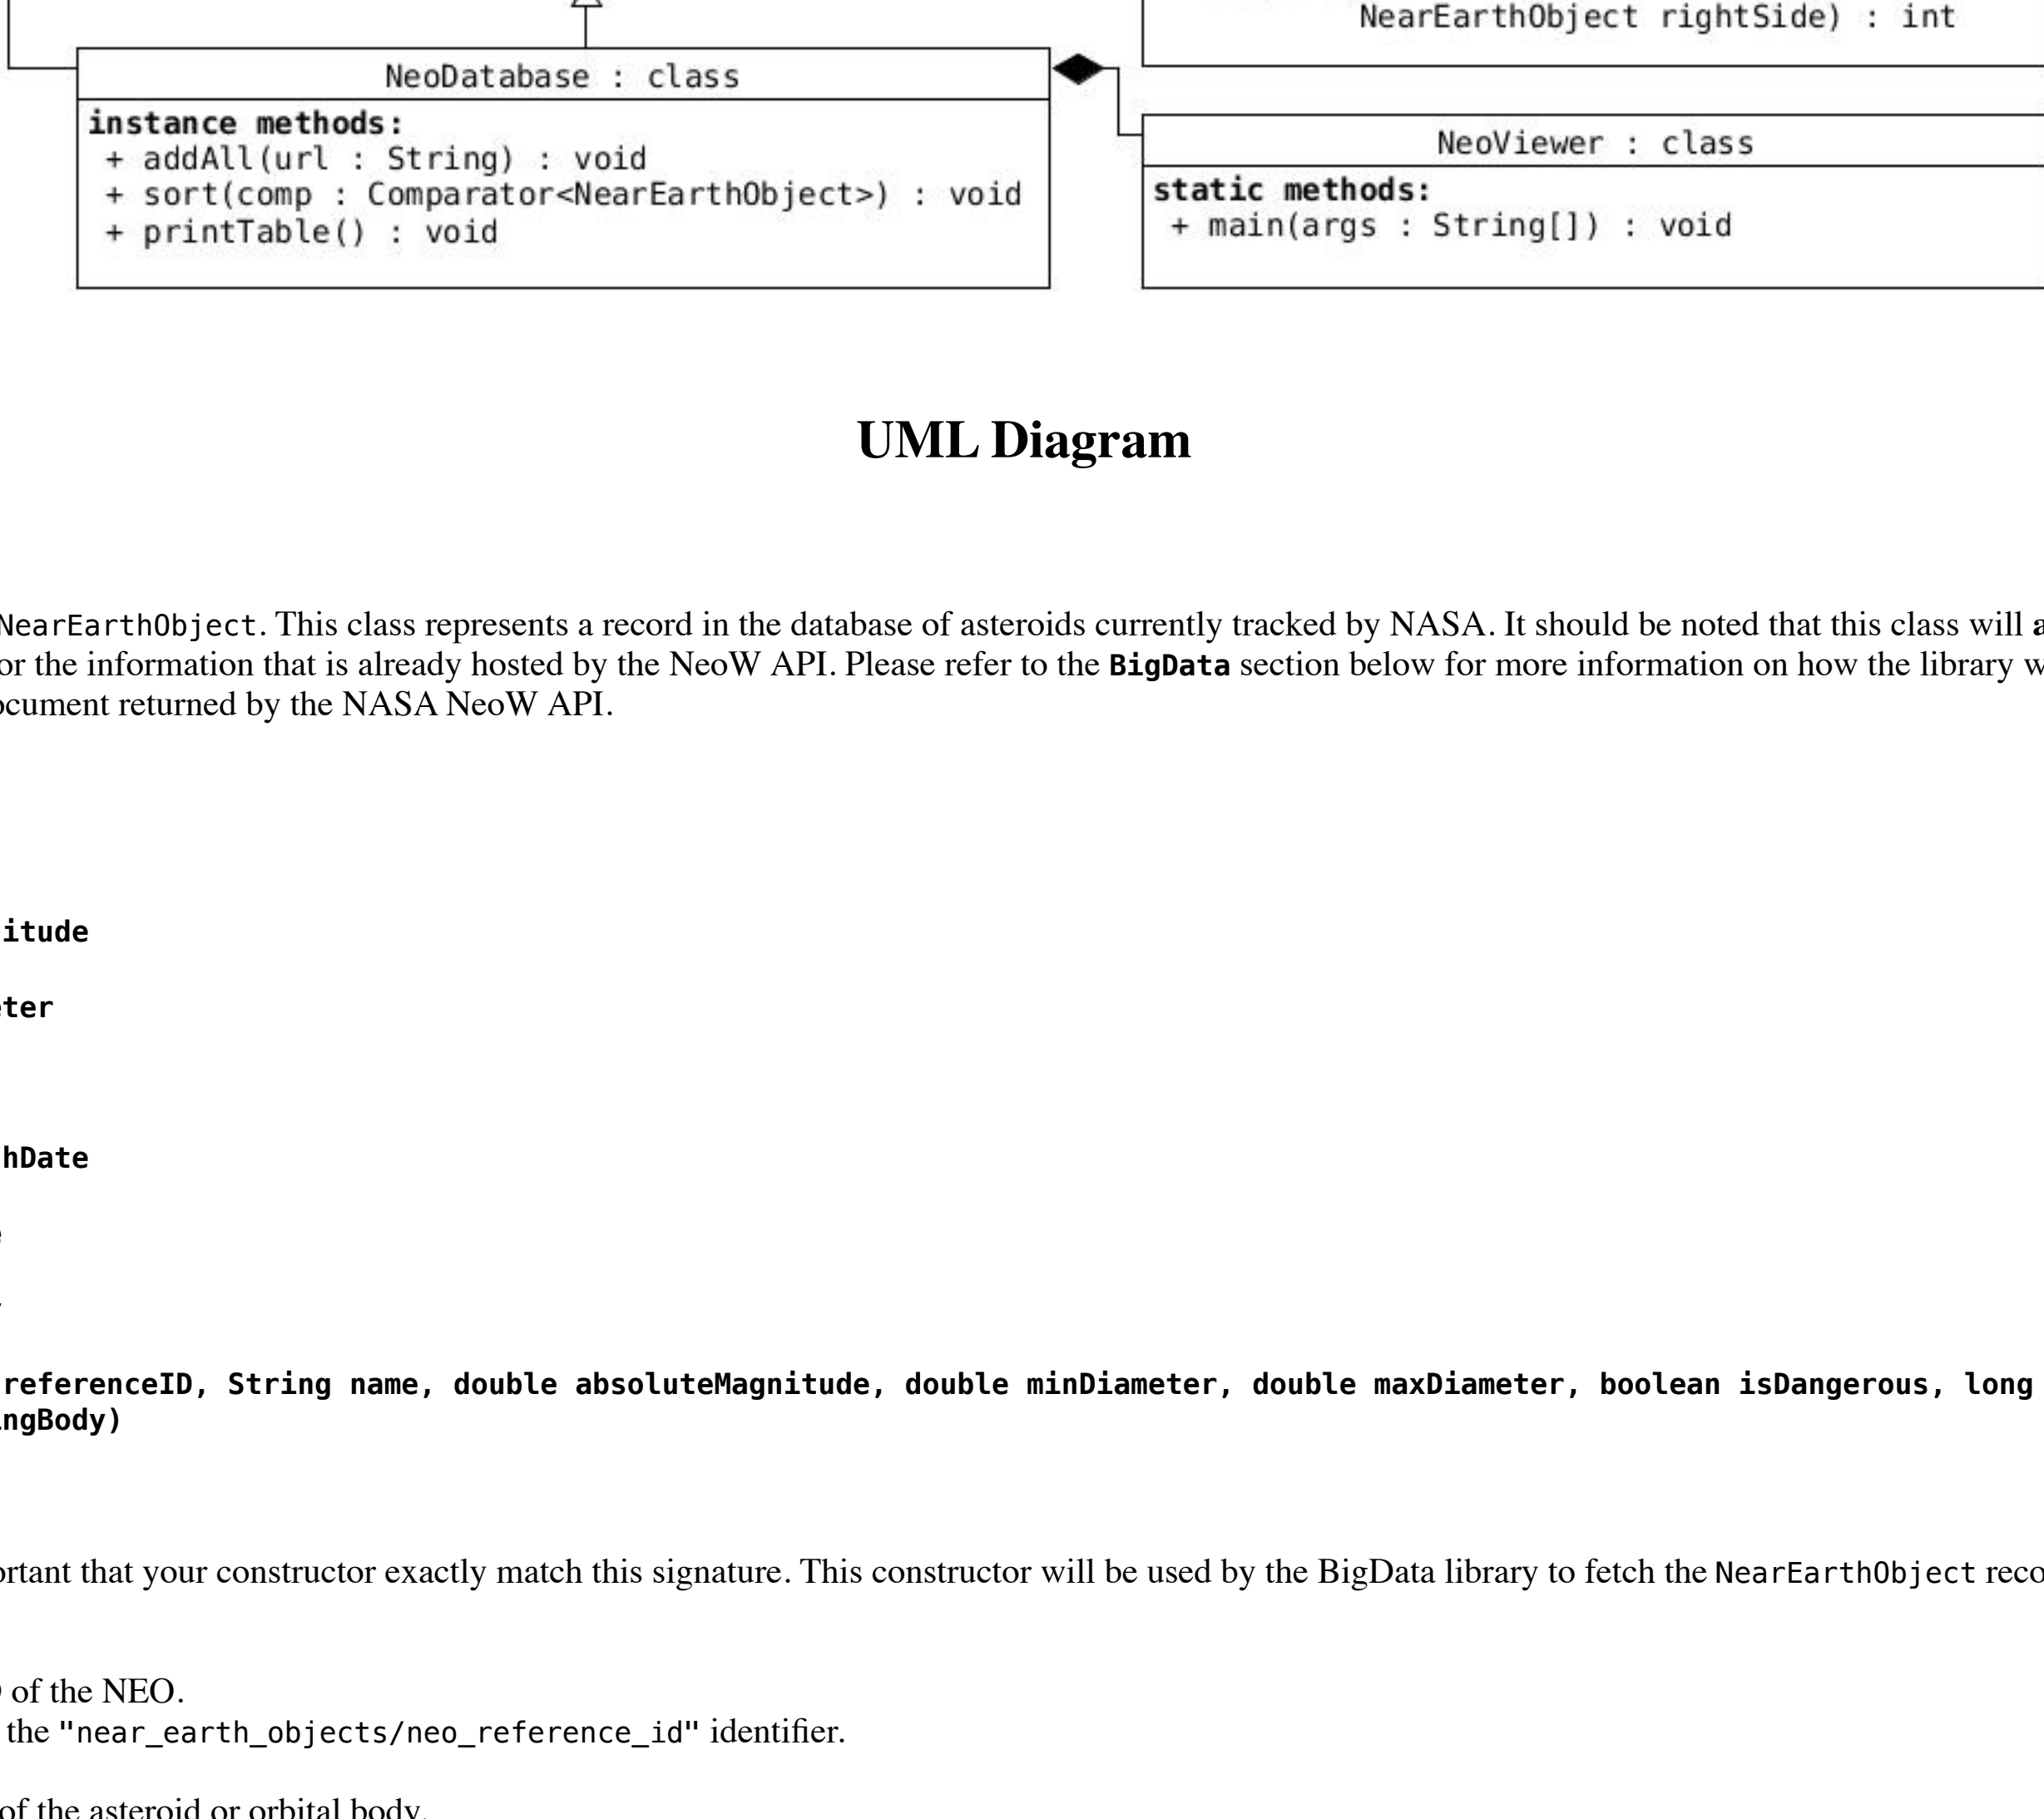 NearEarthObject rightSide) : int
NeoDatabase : class
instance methods:
+ addAll(url : String) : void
+ sort(comp : Comparator<NearEarthObject>) : void
+ printTable() : void
NeoViewer : class
static methods:
+ main(args : String[]) : void
UML Diagram
NearEarthObject. This class represents a record in the database of asteroids currently tracked by NASA. It should be noted that this class will a
or the information that is already hosted by the NeoW API. Please refer to the BigData section below for more information on how the library w
ocument returned by the NASA NeoW API.
itude
eter
hDate
referenceID, String name, double absoluteMagnitude, double minDiameter, double maxDiameter, boolean isDangerous, long
ingBody)
ortant that your constructor exactly match this signature. This constructor will be used by the BigData library to fetch the NearEarthObject reco
of the NEO.
the "near_earth_objects/neo_reference_id" identifier.
of the asteroid or orbital body.